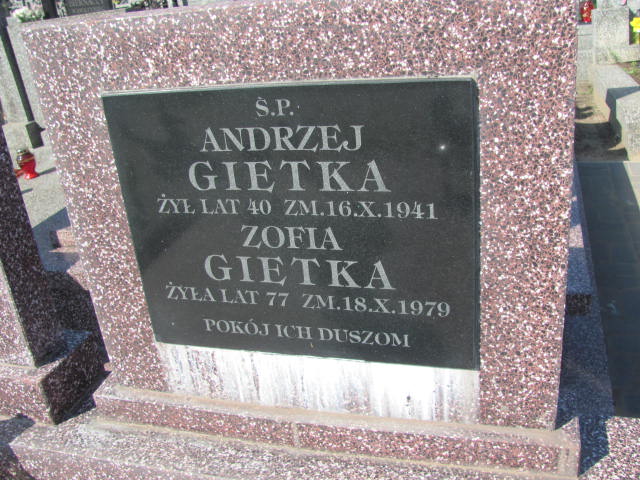 Ś.P.
ANDRZEJ
GIETKA
ŻYŁ LAT 40 ZM.16.X.1941
ZOFIA
GIETKA
ŻYŁA LAT 77 ZM.18.X.1979
POKÓJ ICH DUSZOM